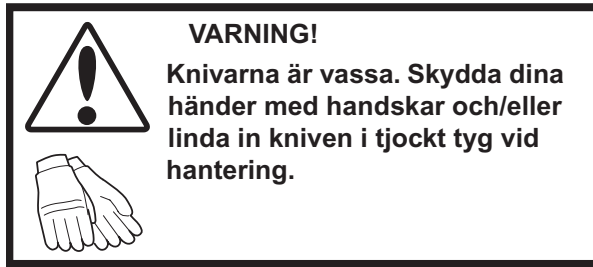 VARNING!
Knivarna är vassa. Skydda dina
händer med handskar och/eller
linda in kniven i tjockt tyg vid
hantering.